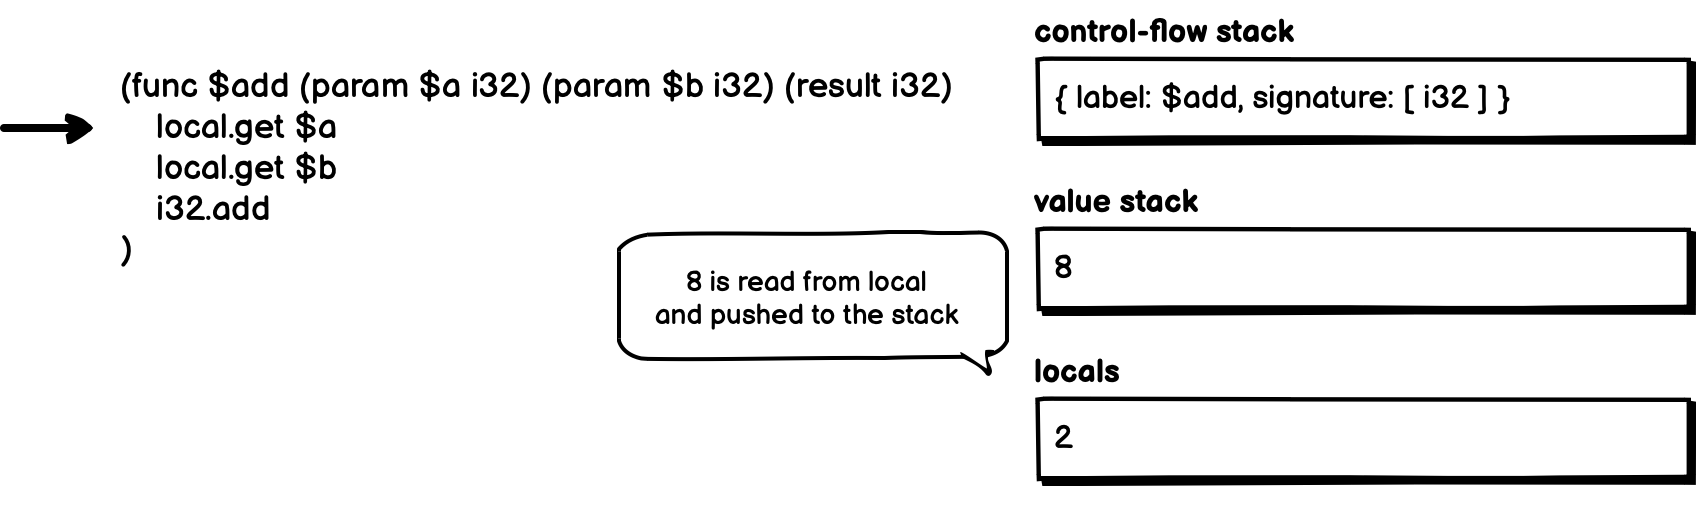 (func $add (param $a i32) (param $b i32) (result i32)
local.get $a
local.get $b
i32.add
)
8 is read from local
and pushed to the stack
control-flow stack
{ label: $add, signature: [ i32 ] }
value stack
8
locals
2